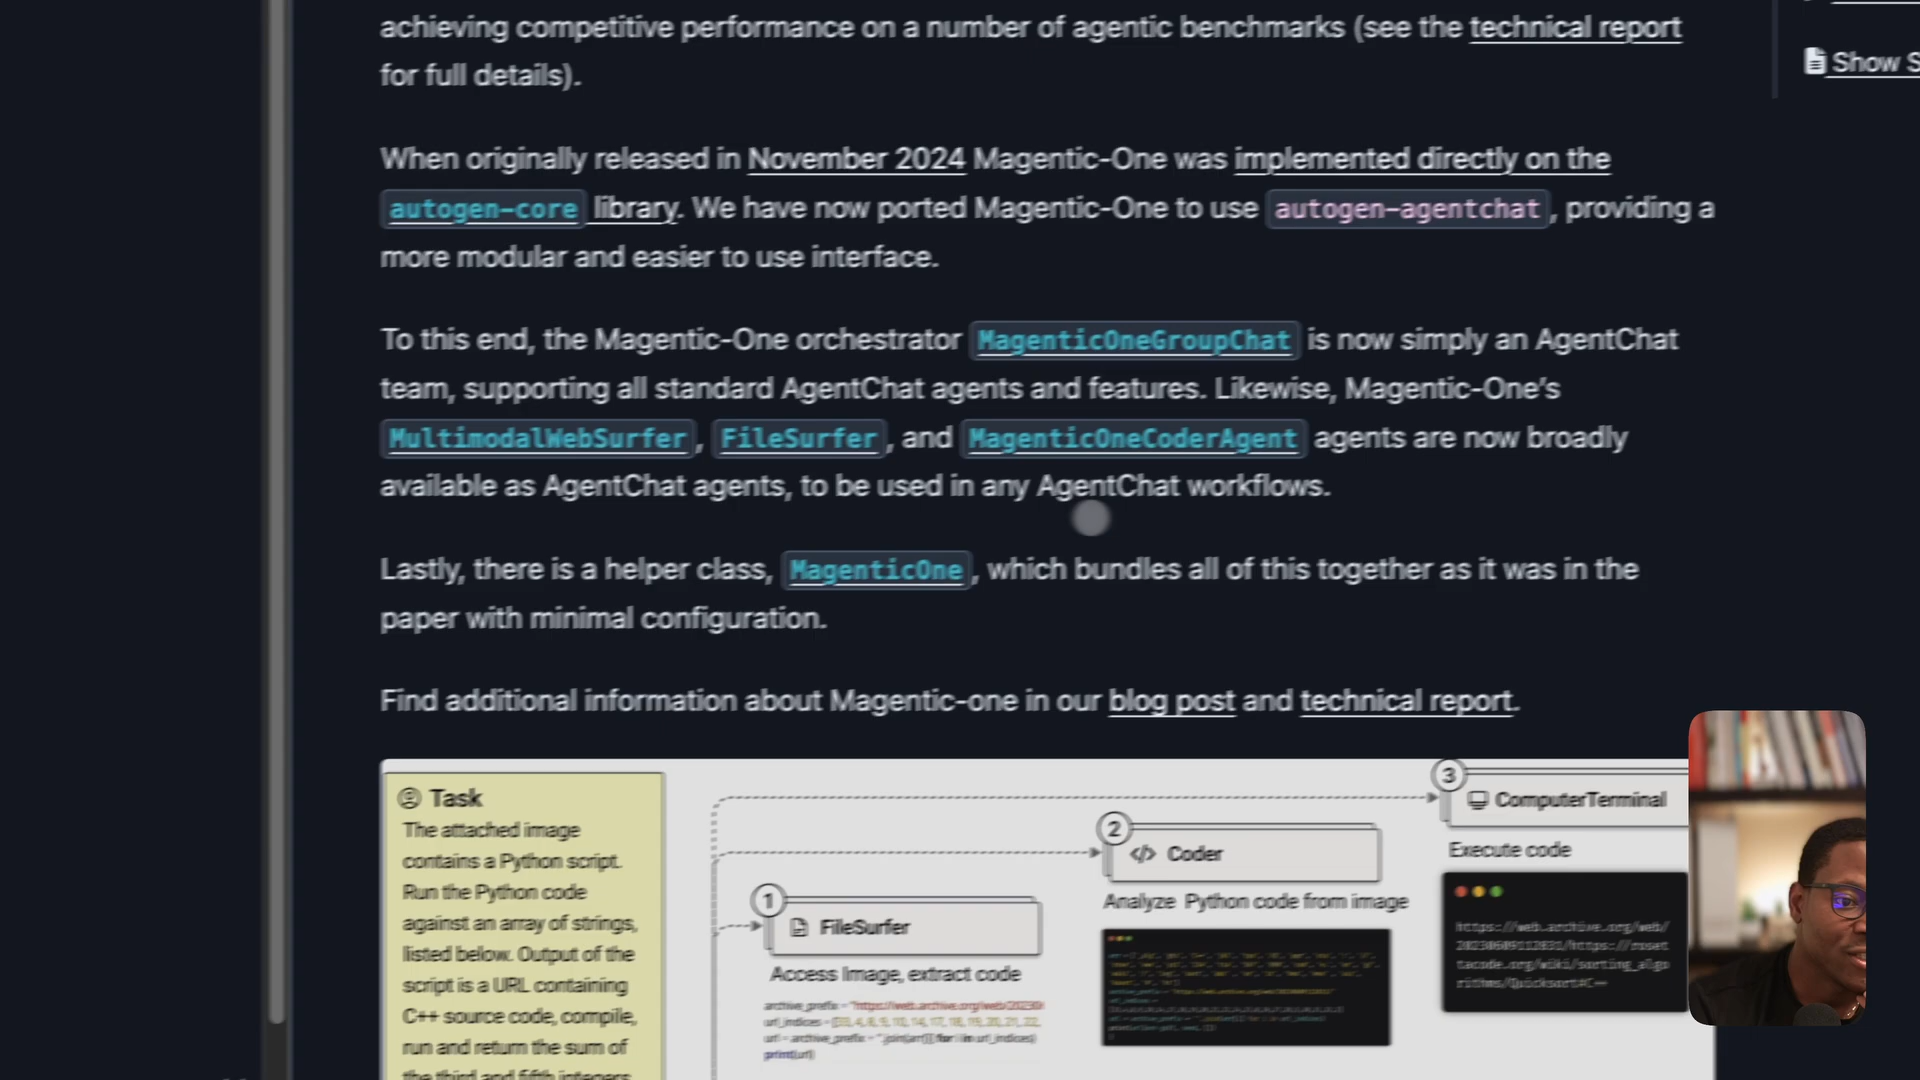 achieving competitive performance on a number of agentic benchmarks (see the technical report
for full details).
Show S
When originally released in November 2024 Magentic-One was implemented directly on the
autogen-core library. We have now ported Magentic-One to use autogen-agentchat, providing a
more modular and easier to use interface.
To this end, the Magentic-One orchestrator MagenticOneGroupChat is now simply an AgentChat
team, supporting all standard AgentChat agents and features. Likewise, Magentic-One's
MultimodalWebSurfer, FileSurfer, and MagenticOneCoderAgent agents are now broadly
available as AgentChat agents, to be used in any AgentChat workflows.
Lastly, there is a helper class, MagenticOne, which bundles all of this together as it was in the
paper with minimal configuration.
Find additional information about Magentic-one in our blog post and technical report.
Task
The attached image
contains a Python script.
Run the Python code
against an array of strings,
listed below. Output of the
script is a URL containing
C++ source code, compile,
run and return the sum of
the third and fifth integers
1
FileSurfer
Access Image, extract code
print(url)
2
</> Coder
Analyze Python code from image
3
ComputerTerminal
Execute code